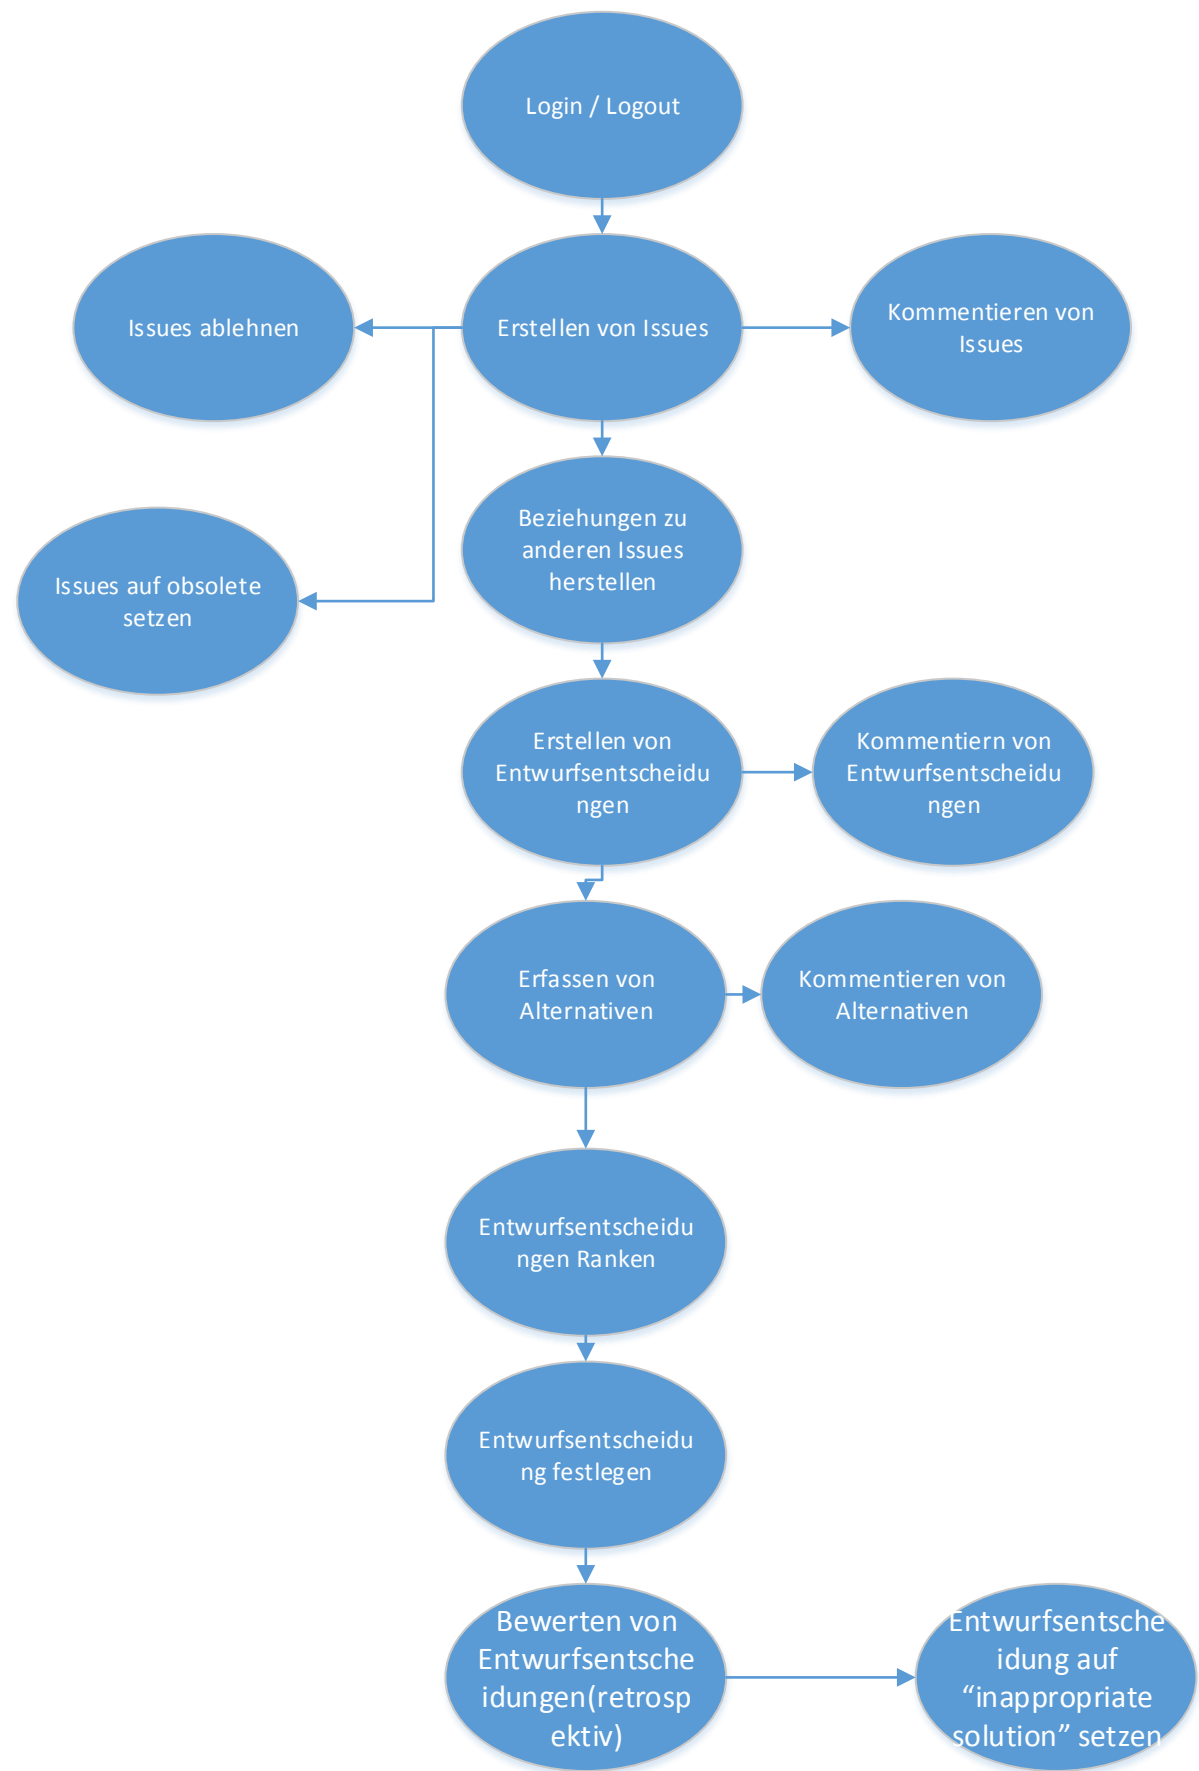 Login / Logout
Issues ablehnen
Erstellen von Issues
Kommentieren von
Issues
Beziehungen zu
anderen Issues
herstellen
Issues auf obsolete
setzen
Erstellen von
Entwurfsentscheidu
ngen
Kommentiern von
Entwurfsentscheidu
ngen
Erfassen von
Alternativen
Kommentieren von
Alternativen
Entwurfsentscheidu
ngen Ranken
Entwurfsentscheidu
ng festlegen
Bewerten von
Entwurfsentsche
idungen(retrosp
ektiv)
Entwurfsentsche
idung auf
“inappropriate
solution” setzen